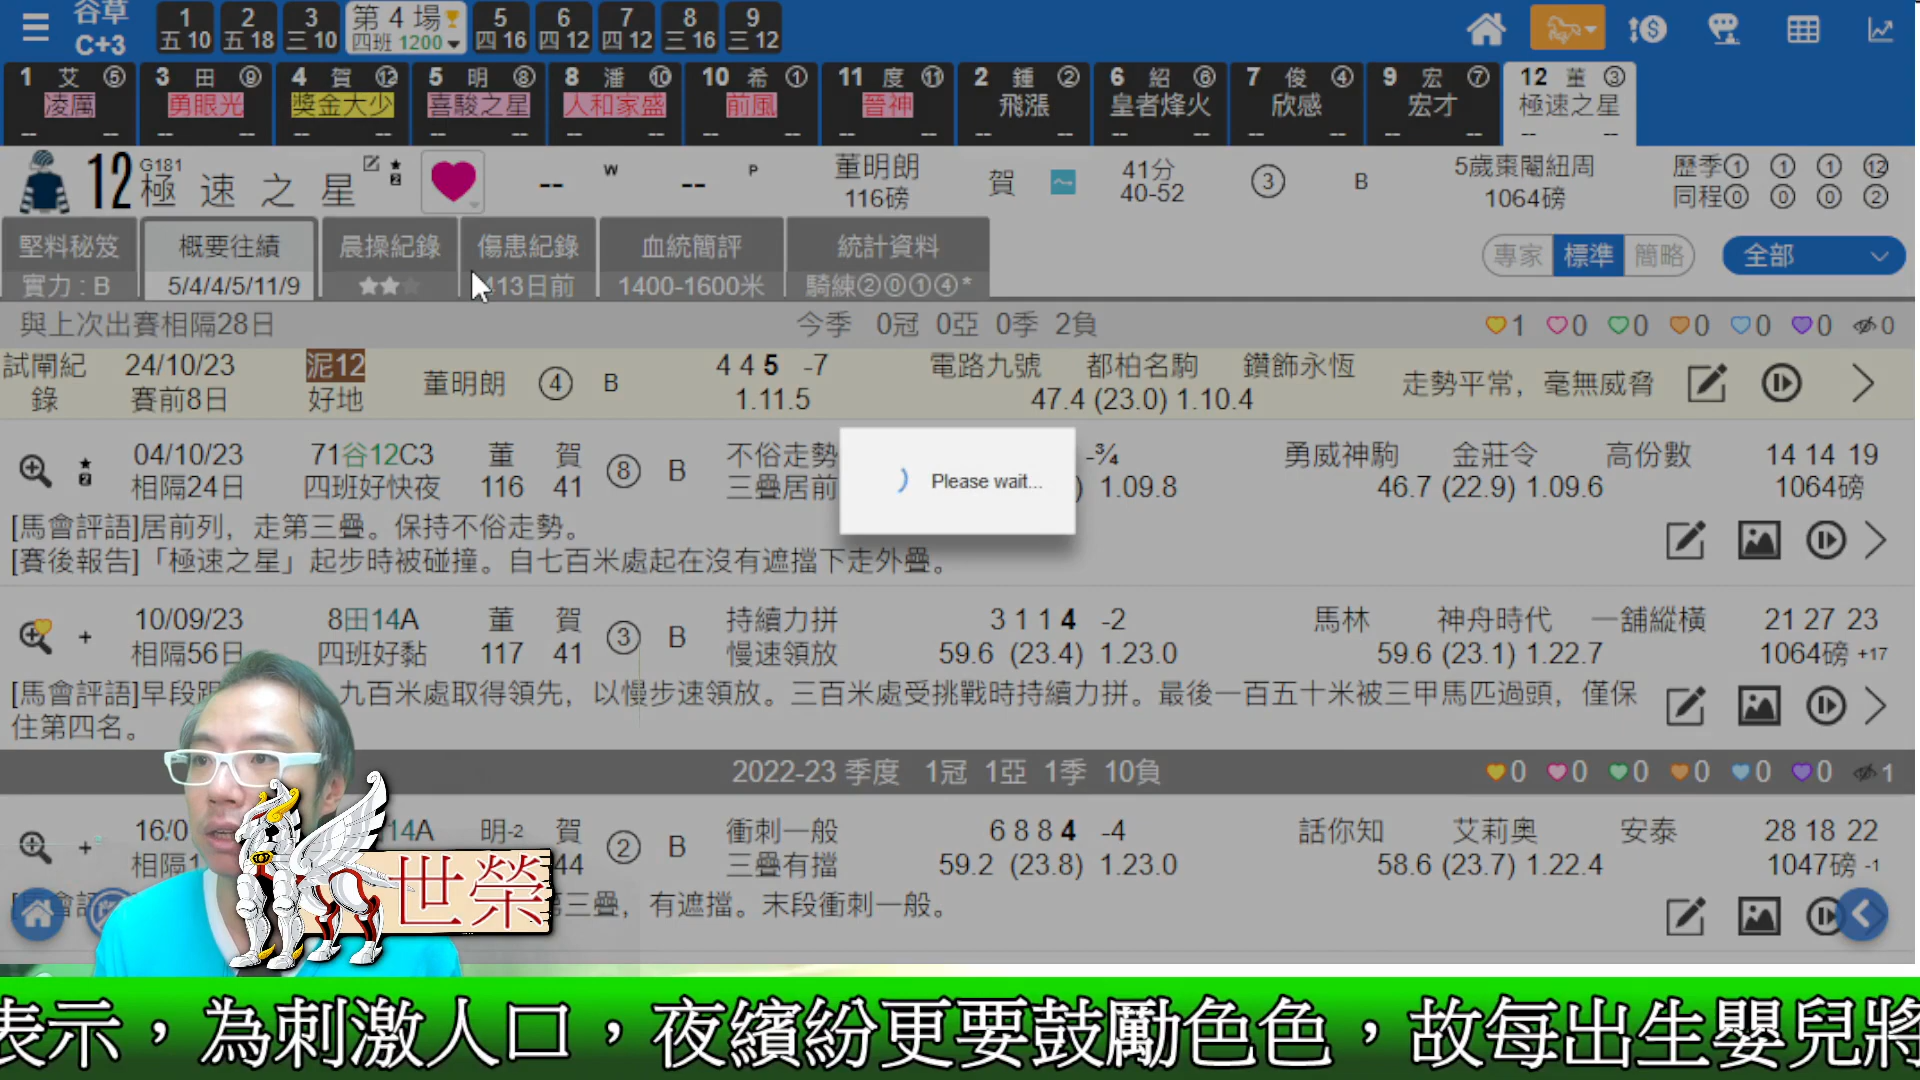 谷草 1 2 3 第 4 場 5 6 7 8 9
C+3 五 10 五 18 三 10 四班 1200 四 16 四 12 四 12 三 16 三 12
1 艾 ⑤ 3 田 ⑨ 4 賀 ⑫ 5 明 ⑧ 8 潘 ⑩ 10 希 ① 11 度 ⑪ 2 鍾 ② 6 紹 ⑥ 7 俊 ④ 9 宏 ⑦ 12 董 ③
凌厲 勇眼光 獎金大少 喜駿之星 人和家盛 前風 晉神 飛漲 皇者烽火 欣感 宏才 極速之星
-- -- -- -- -- -- -- -- -- -- -- -- -- -- -- -- -- -- -- -- -- -- -- --
12 G181 極速之星 ★2 -- W -- P 董明朗 賀 41分 ③ B 5歲棗閹紐周 歷季① ① ① ⑫
116磅 40-52 1064磅 同程⓪ ⓪ ⓪ ②
堅料秘笈 概要往績 晨操紀錄 傷患紀錄 血統簡評 統計資料 專家 標準 簡略 全部
實力 : B 5/4/4/5/11/9 ★★★ 413日前 1400-1600米 騎練②⓪①④*
與上次出賽相隔28日 今季 0冠 0亞 0季 2負 1 0 0 0 0 0 0
試閘紀錄 24/10/23 泥12 董明朗 ④ B 4 4 5 -7 電路九號 都柏名駒 鑽飾永恆 走勢平常，毫無威脅
賽前8日 好地 1.11.5 47.4 (23.0) 1.10.4
★2 04/10/23 71谷12C3 董 賀 ⑧ B 不俗走勢 -¾ 勇威神駒 金莊令 高份數 14 14 19
相隔24日 四班好快夜 116 41 三疊居前 ) 1.09.8 46.7 (22.9) 1.09.6 1064磅
[馬會評語]居前列，走第三疊。保持不俗走勢。
[賽後報告]「極速之星」起步時被碰撞。自七百米處起在沒有遮擋下走外疊。
Please wait...
+ 10/09/23 8田14A 董 賀 ③ B 持續力拼 3 1 1 4 -2 馬林 神舟時代 一舖縱橫 21 27 23
相隔56日 四班好黏 117 41 慢速領放 59.6 (23.4) 1.23.0 59.6 (23.1) 1.22.7 1064磅 +17
[馬會評語]早段 九百米處取得領先，以慢步速領放。三百米處受挑戰時持續力拼。最後一百五十米被三甲馬匹過頭，僅保
住第四名。
2022-23 季度 1冠 1亞 1季 10負 0 0 0 0 0 0 1
+ 16/0 14A 明-2 賀 ② B 衝刺一般 6 8 8 4 -4 話你知 艾莉奧 安泰 28 18 22
相隔1 44 三疊有擋 59.2 (23.8) 1.23.0 58.6 (23.7) 1.22.4 1047磅 -1
三疊，有遮擋。末段衝刺一般。
世榮
表示，為刺激人口，夜繽紛更要鼓勵色色，故每出生嬰兒將